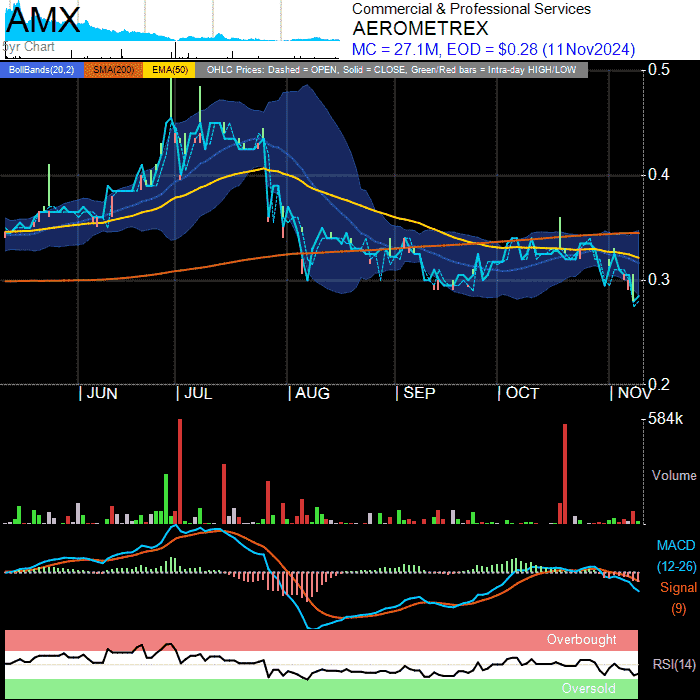 AMX
5yr Chart
Commercial & Professional Services
AEROMETREX
MC = 27.1M, EOD = $0.28 (11Nov2024)
BollBands(20,2) SMA(200) EMA(50) OHLC Prices: Dashed = OPEN, Solid = CLOSE, Green/Red bars = Intra-day HIGH/LOW
0.5
0.4
0.3
0.2
JUN JUL AUG SEP OCT NOV
584k
Volume
MACD
(12-26)
Signal
(9)
Overbought
RSI(14)
Oversold